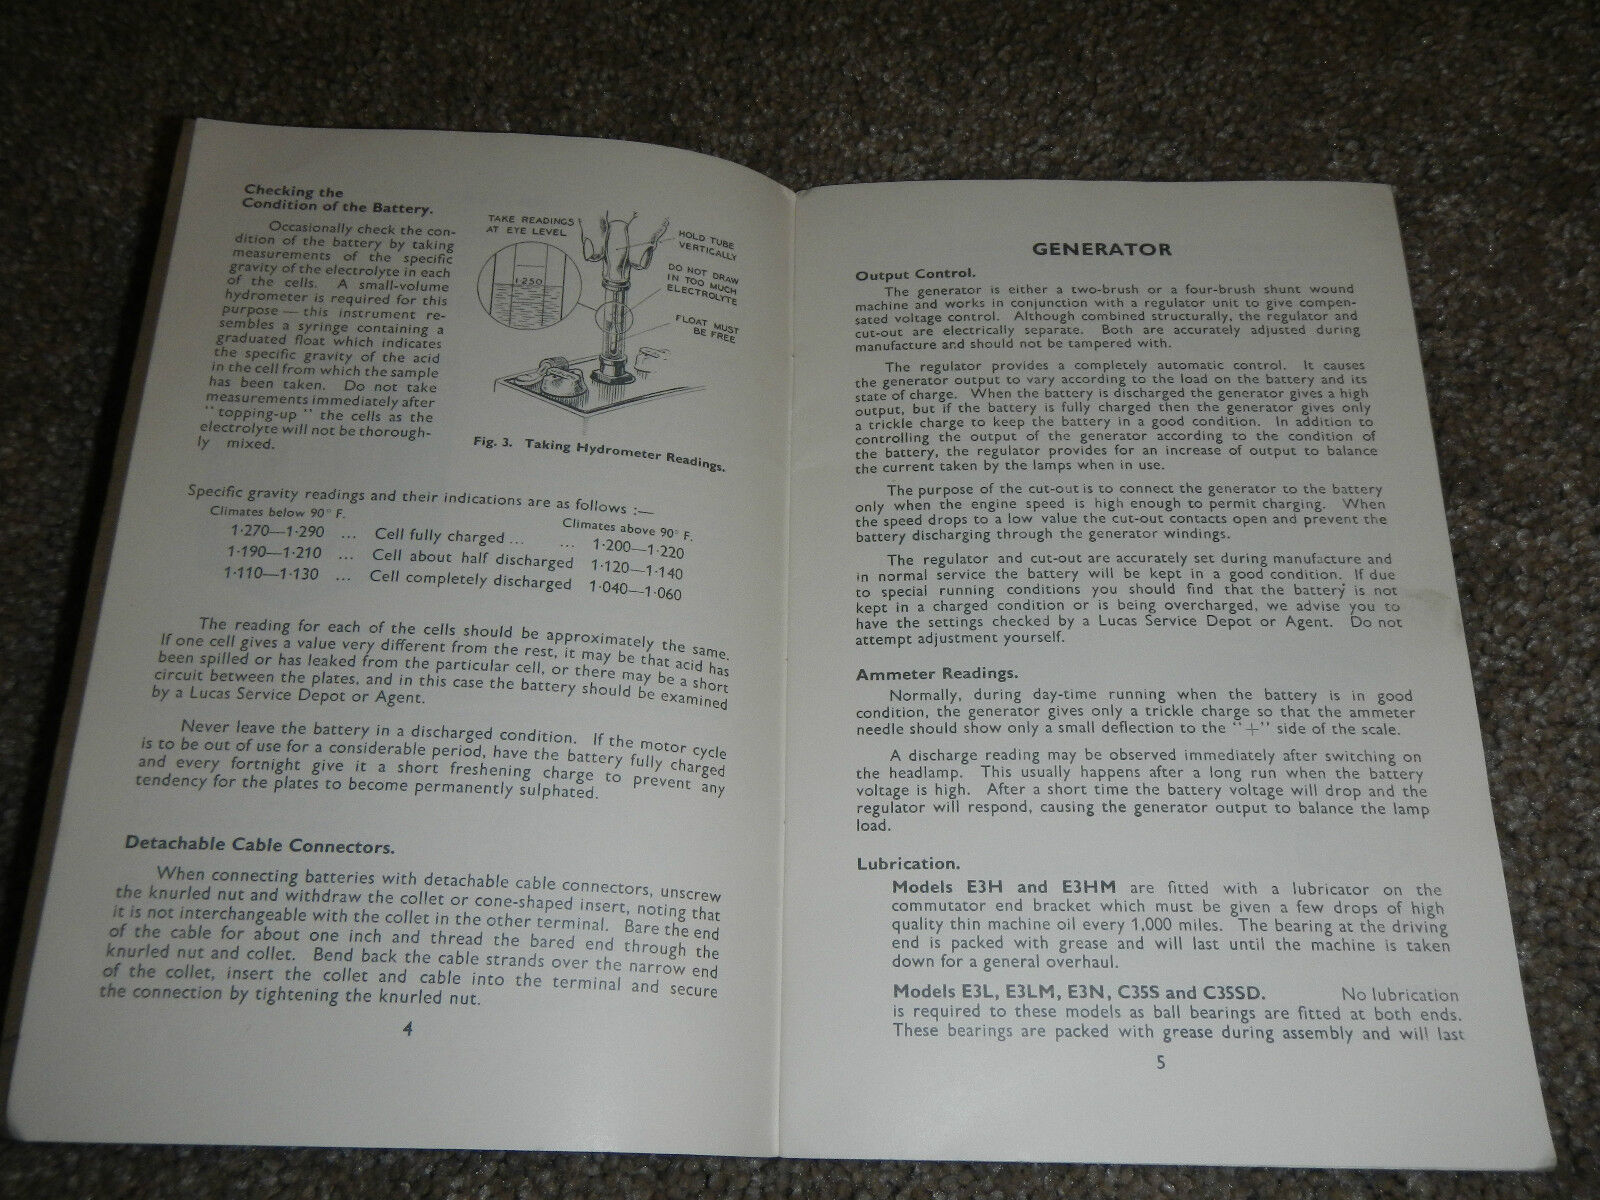 Checking the
Condition of the Battery.
Occasionally check the con-
dition of the battery by taking
measurements of the specific
gravity of the electrolyte in each
of the cells. A small-volume
hydrometer is required for this
purpose — this instrument re-
sembles a syringe containing a
graduated float which indicates
the specific gravity of the acid
in the cell from which the sample
has been taken. Do not take
measurements immediately after
"topping-up" the cells as the
electrolyte will not be thorough-
ly mixed.
TAKE READINGS
AT EYE LEVEL
1·250
HOLD TUBE
VERTICALLY
DO NOT DRAW
IN TOO MUCH
ELECTROLYTE
FLOAT MUST
BE FREE
Fig. 3. Taking Hydrometer Readings.
Specific gravity readings and their indications are as follows :—
Climates below 90° F. Climates above 90° F.
1·270—1·290 ... Cell fully charged ... ... 1·200—1·220
1·190—1·210 ... Cell about half discharged 1·120—1·140
1·110—1·130 ... Cell completely discharged 1·040—1·060
The reading for each of the cells should be approximately the same.
If one cell gives a value very different from the rest, it may be that acid has
been spilled or has leaked from the particular cell, or there may be a short
circuit between the plates, and in this case the battery should be examined
by a Lucas Service Depot or Agent.
Never leave the battery in a discharged condition. If the motor cycle
is to be out of use for a considerable period, have the battery fully charged
and every fortnight give it a short freshening charge to prevent any
tendency for the plates to become permanently sulphated.
Detachable Cable Connectors.
When connecting batteries with detachable cable connectors, unscrew
the knurled nut and withdraw the collet or cone-shaped insert, noting that
it is not interchangeable with the collet in the other terminal. Bare the end
of the cable for about one inch and thread the bared end through the
knurled nut and collet. Bend back the cable strands over the narrow end
of the collet, insert the collet and cable into the terminal and secure
the connection by tightening the knurled nut.
4
GENERATOR
Output Control.
The generator is either a two-brush or a four-brush shunt wound
machine and works in conjunction with a regulator unit to give compen-
sated voltage control. Although combined structurally, the regulator and
cut-out are electrically separate. Both are accurately adjusted during
manufacture and should not be tampered with.
The regulator provides a completely automatic control. It causes
the generator output to vary according to the load on the battery and its
state of charge. When the battery is discharged the generator gives a high
output, but if the battery is fully charged then the generator gives only
a trickle charge to keep the battery in a good condition. In addition to
controlling the output of the generator according to the condition of
the battery, the regulator provides for an increase of output to balance
the current taken by the lamps when in use.
The purpose of the cut-out is to connect the generator to the battery
only when the engine speed is high enough to permit charging. When
the speed drops to a low value the cut-out contacts open and prevent the
battery discharging through the generator windings.
The regulator and cut-out are accurately set during manufacture and
in normal service the battery will be kept in a good condition. If due
to special running conditions you should find that the battery is not
kept in a charged condition or is being overcharged, we advise you to
have the settings checked by a Lucas Service Depot or Agent. Do not
attempt adjustment yourself.
Ammeter Readings.
Normally, during day-time running when the battery is in good
condition, the generator gives only a trickle charge so that the ammeter
needle should show only a small deflection to the "+" side of the scale.
A discharge reading may be observed immediately after switching on
the headlamp. This usually happens after a long run when the battery
voltage is high. After a short time the battery voltage will drop and the
regulator will respond, causing the generator output to balance the lamp
load.
Lubrication.
Models E3H and E3HM are fitted with a lubricator on the
commutator end bracket which must be given a few drops of high
quality thin machine oil every 1,000 miles. The bearing at the driving
end is packed with grease and will last until the machine is taken
down for a general overhaul.
Models E3L, E3LM, E3N, C35S and C35SD. No lubrication
is required to these models as ball bearings are fitted at both ends.
These bearings are packed with grease during assembly and will last
5